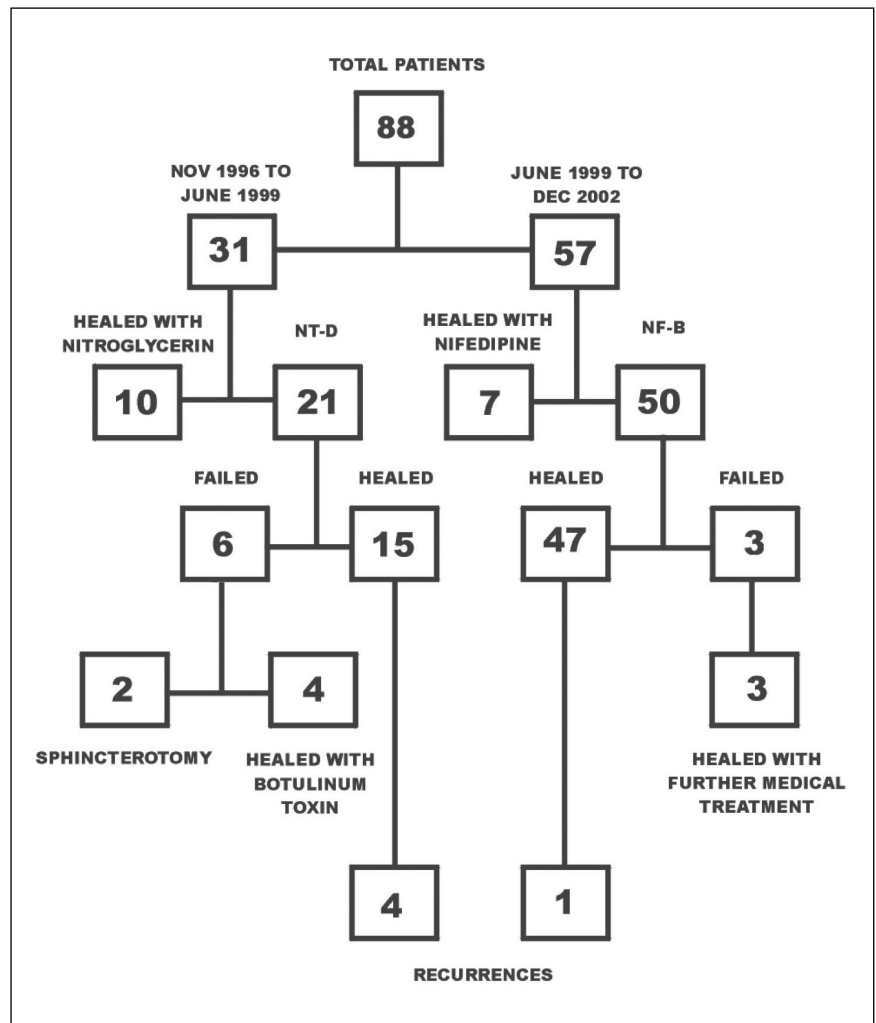 TOTAL PATIENTS
88
NOV 1996 TO
JUNE 1999
JUNE 1999 TO
DEC 2002
31
57
HEALED WITH
NITROGLYCERIN
NT-D
HEALED WITH
NIFEDIPINE
NF-B
10
21
7
50
FAILED
HEALED
HEALED
FAILED
6
15
47
3
2
4
3
SPHINCTEROTOMY
HEALED WITH
BOTULINUM
TOXIN
HEALED WITH
FURTHER MEDICAL
TREATMENT
4
1
RECURRENCES